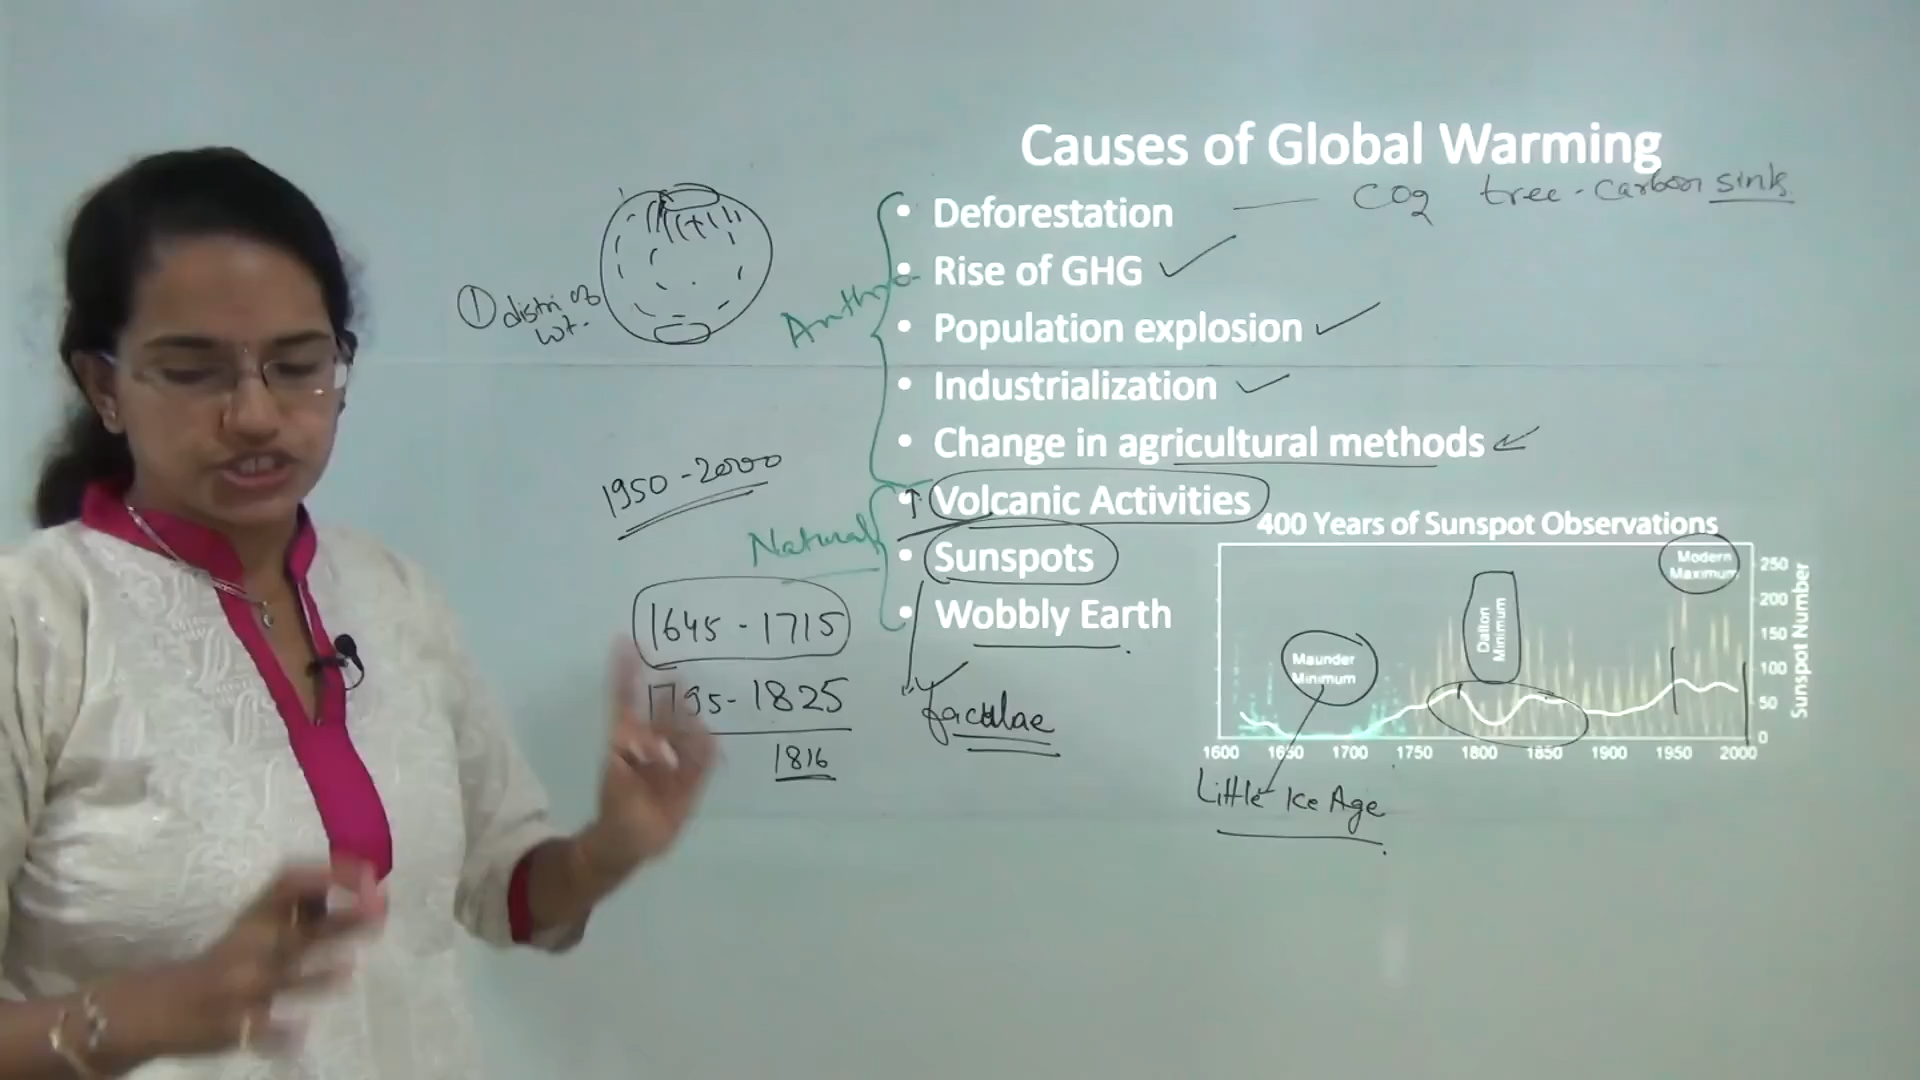 Causes of Global Warming
• Deforestation — CO2 tree - carbon sink
• Rise of GHG
• Population explosion
• Industrialization
• Change in agricultural methods
• Volcanic Activities
• Sunspots
• Wobbly Earth
Natural
faculae
① distri of
wt.
1950 - 2000
1645 - 1715
1795 - 1825
1816
400 Years of Sunspot Observations
Modern
Maximum
Dalton
Minimum
Maunder
Minimum
250
200
150
100
50
0
Sunspot Number
1600 1650 1700 1750 1800 1850 1900 1950 2000
Little Ice Age